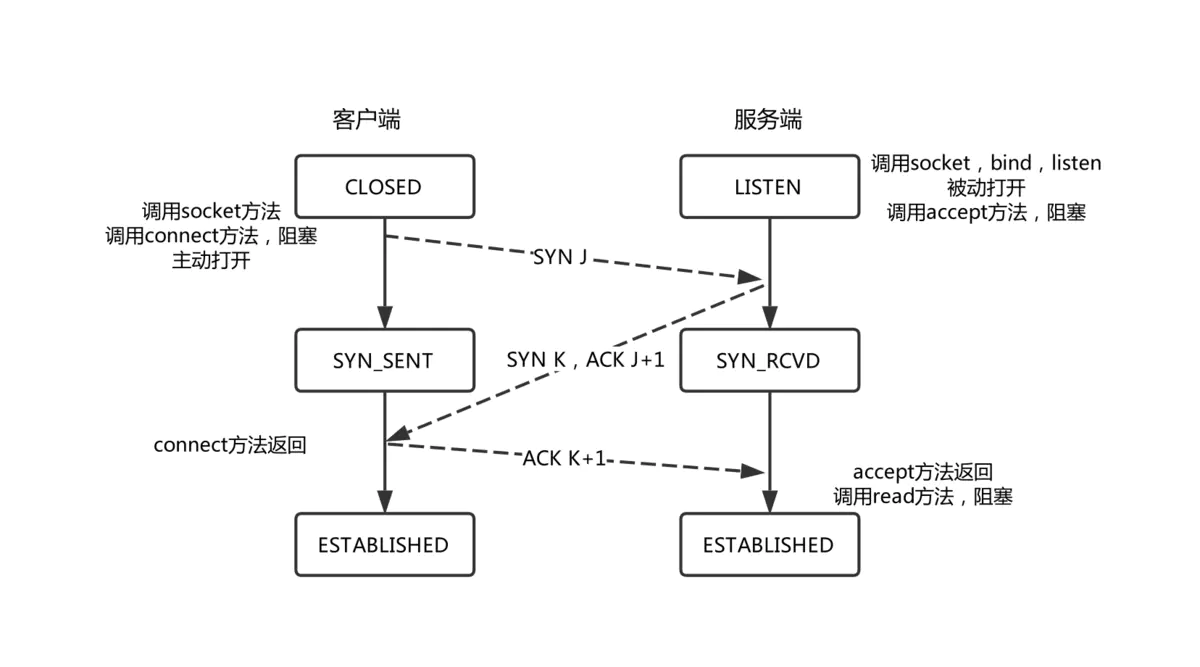 客户端
服务端
CLOSED
LISTEN
调用socket，bind，listen
被动打开
调用accept方法，阻塞
调用socket方法
调用connect方法，阻塞
主动打开
SYN J
SYN_SENT
SYN K，ACK J+1
SYN_RCVD
connect方法返回
ACK K+1
accept方法返回
调用read方法，阻塞
ESTABLISHED
ESTABLISHED